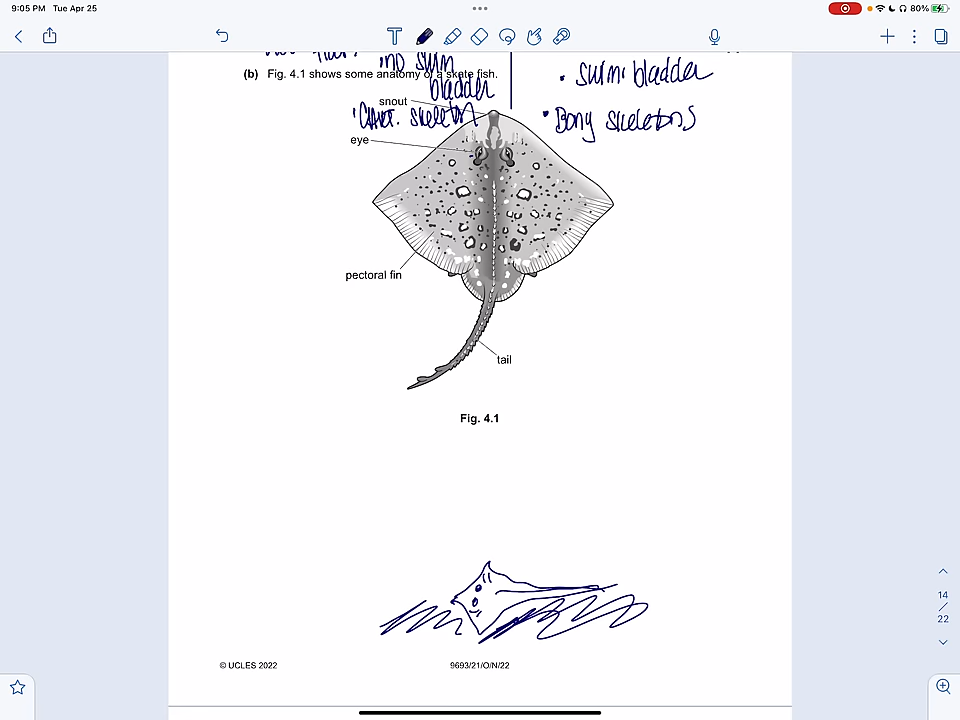 9:05 PM Tue Apr 25
80%
no swim
bladder
skeleton
• swim bladder
• Bony skeletons
(b) Fig. 4.1 shows some anatomy of a skate fish.
snout
eye
pectoral fin
tail
Fig. 4.1
14
/
22
© UCLES 2022
9693/21/O/N/22